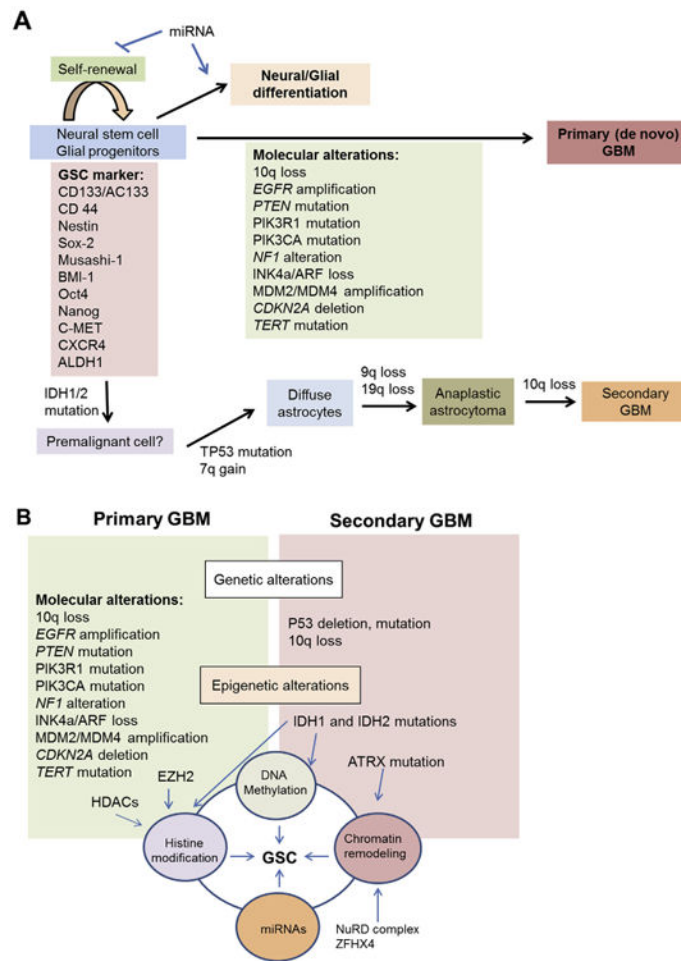 A
miRNA
Self-renewal
Neural/Glial
differentiation
Neural stem cell
Glial progenitors
Primary (de novo)
GBM
GSC marker:
CD133/AC133
CD 44
Nestin
Sox-2
Musashi-1
BMI-1
Oct4
Nanog
C-MET
CXCR4
ALDH1
Molecular alterations:
10q loss
EGFR amplification
PTEN mutation
PIK3R1 mutation
PIK3CA mutation
NF1 alteration
INK4a/ARF loss
MDM2/MDM4 amplification
CDKN2A deletion
TERT mutation
IDH1/2
mutation
Premalignant cell?
TP53 mutation
7q gain
Diffuse
astrocytes
9q loss
19q loss
Anaplastic
astrocytoma
10q loss
Secondary
GBM
B
Primary GBM
Secondary GBM
Genetic alterations
Molecular alterations:
10q loss
EGFR amplification
PTEN mutation
PIK3R1 mutation
PIK3CA mutation
NF1 alteration
INK4a/ARF loss
MDM2/MDM4 amplification
CDKN2A deletion
TERT mutation
P53 deletion, mutation
10q loss
Epigenetic alterations
IDH1 and IDH2 mutations
ATRX mutation
EZH2
HDACs
DNA
Methylation
Histine
modification
GSC
Chromatin
remodeling
miRNAs
NuRD complex
ZFHX4